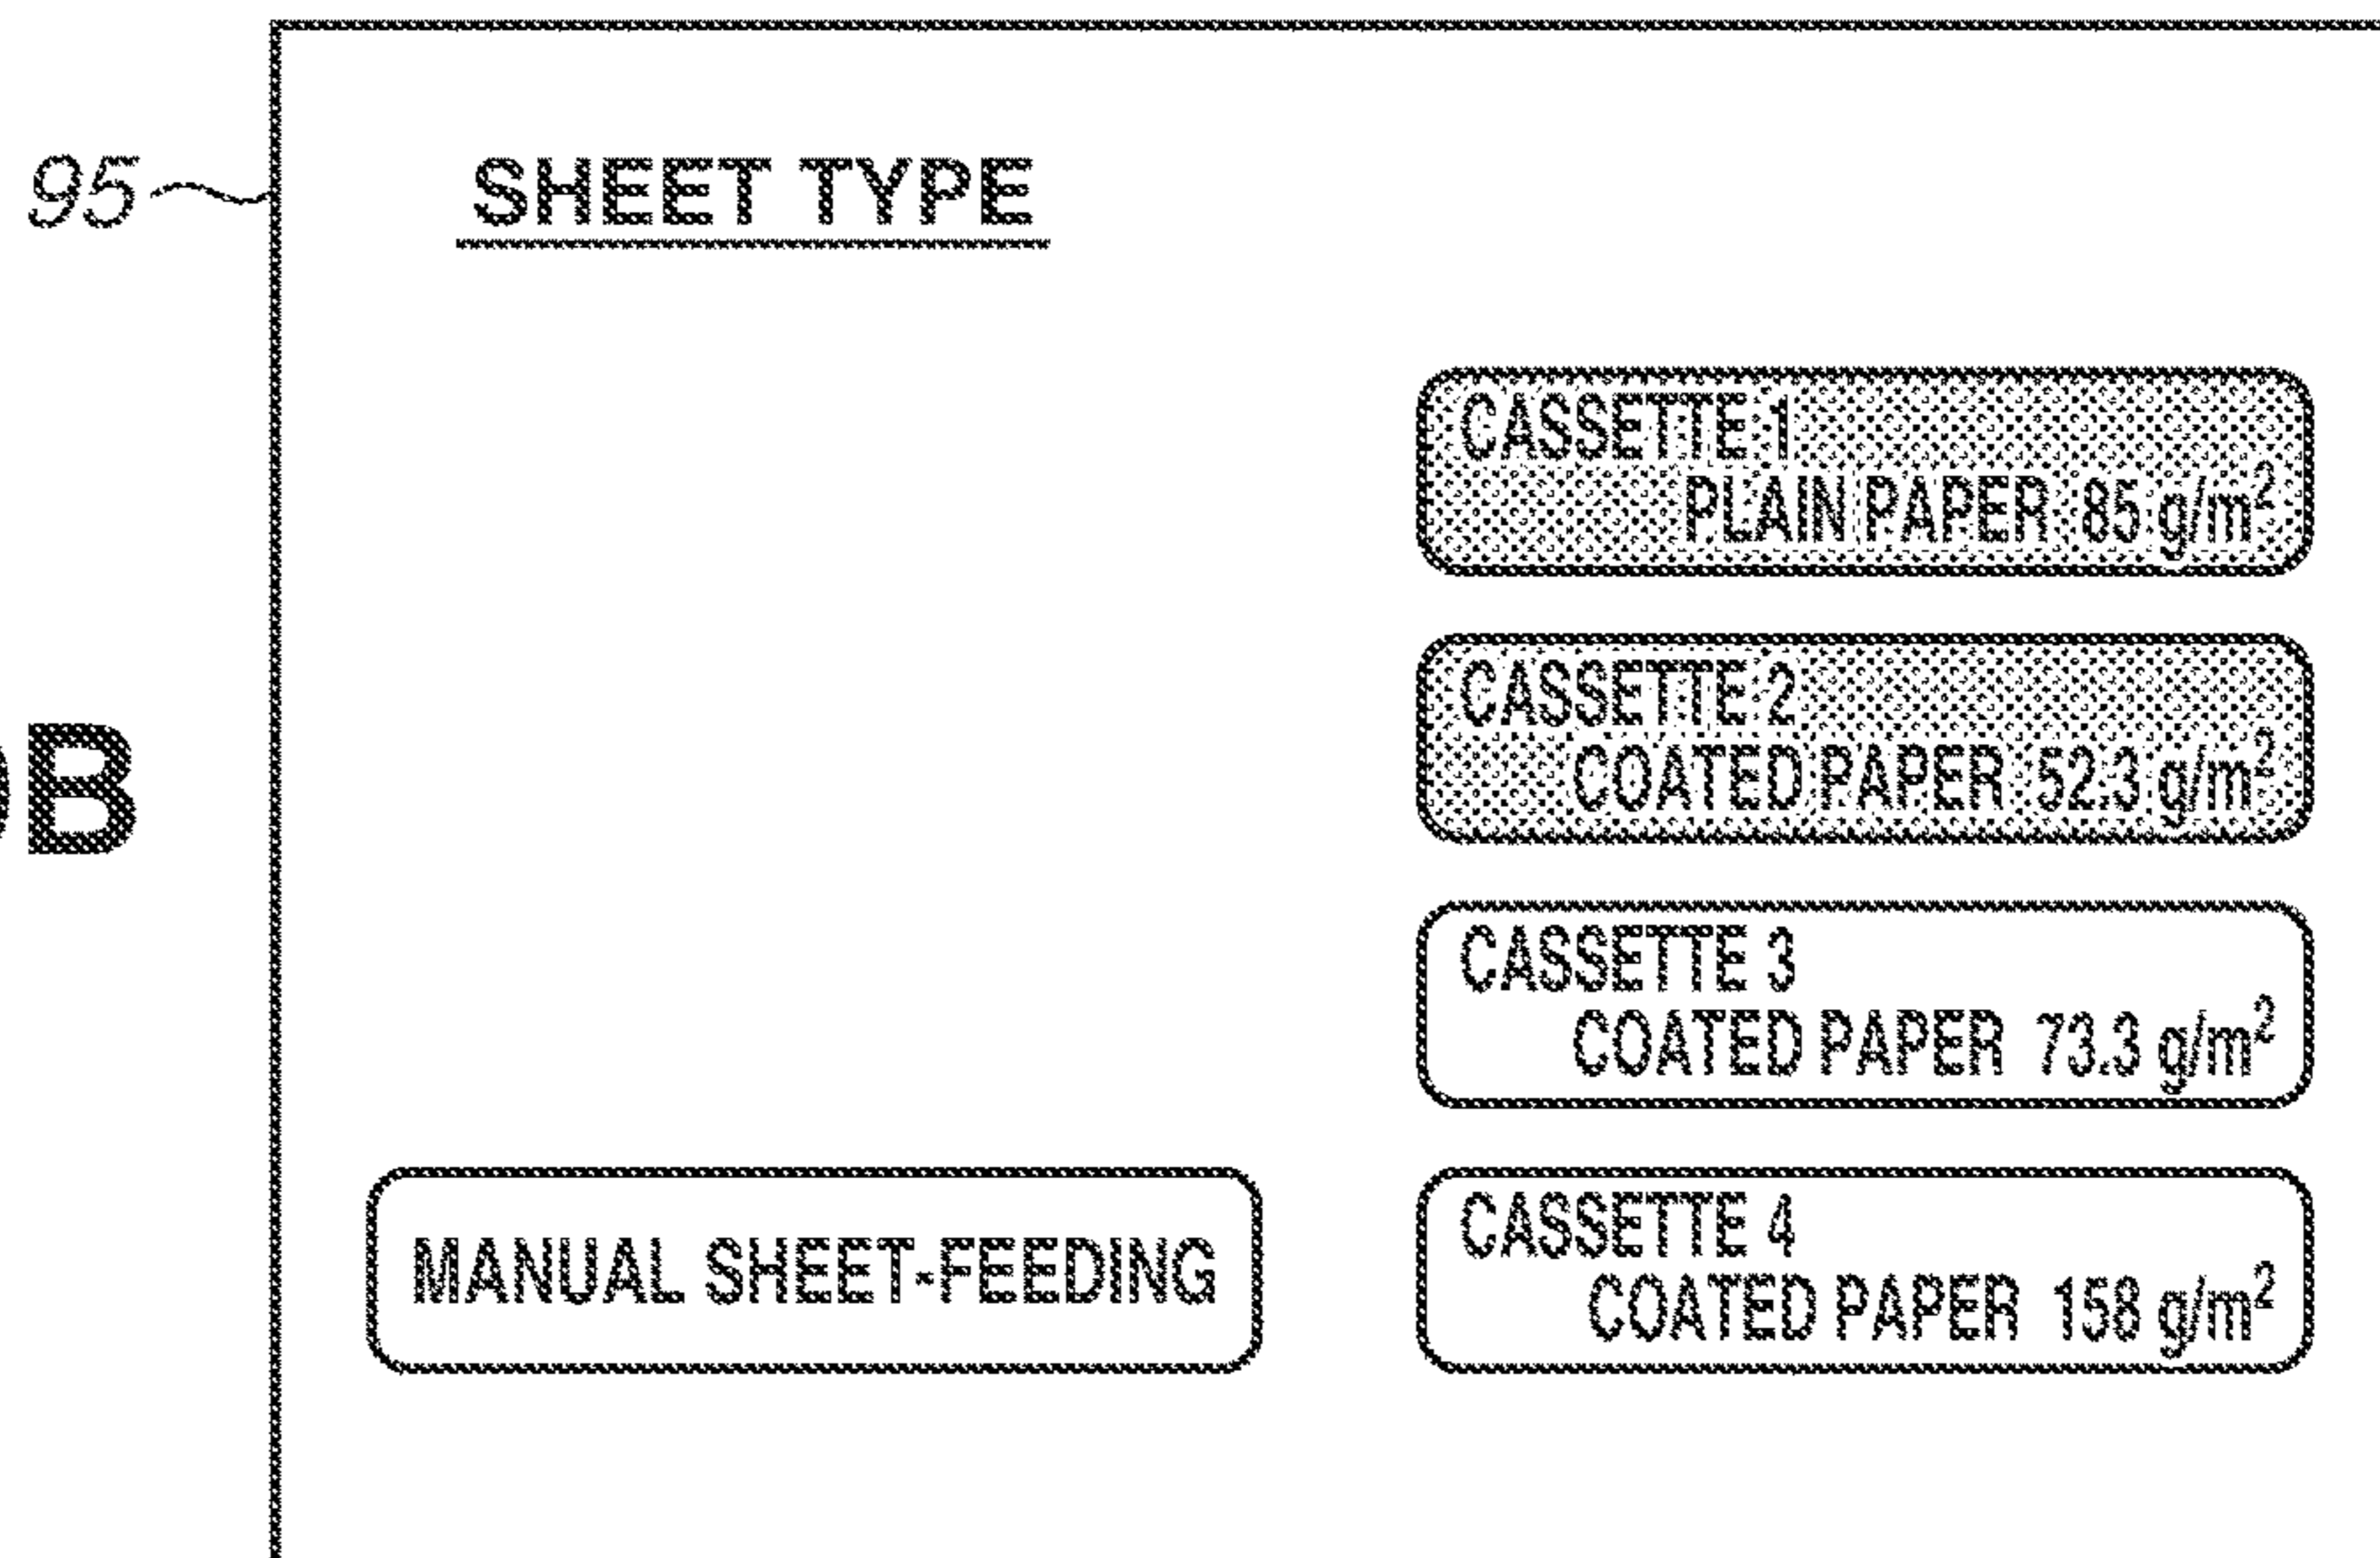 95
SHEET TYPE
CASSETTE 1
PLAIN PAPER 85 g/m²
CASSETTE 2
COATED PAPER 52.3 g/m²
B
CASSETTE 3
COATED PAPER 73.3 g/m²
MANUAL SHEET-FEEDING
CASSETTE 4
COATED PAPER 158 g/m²